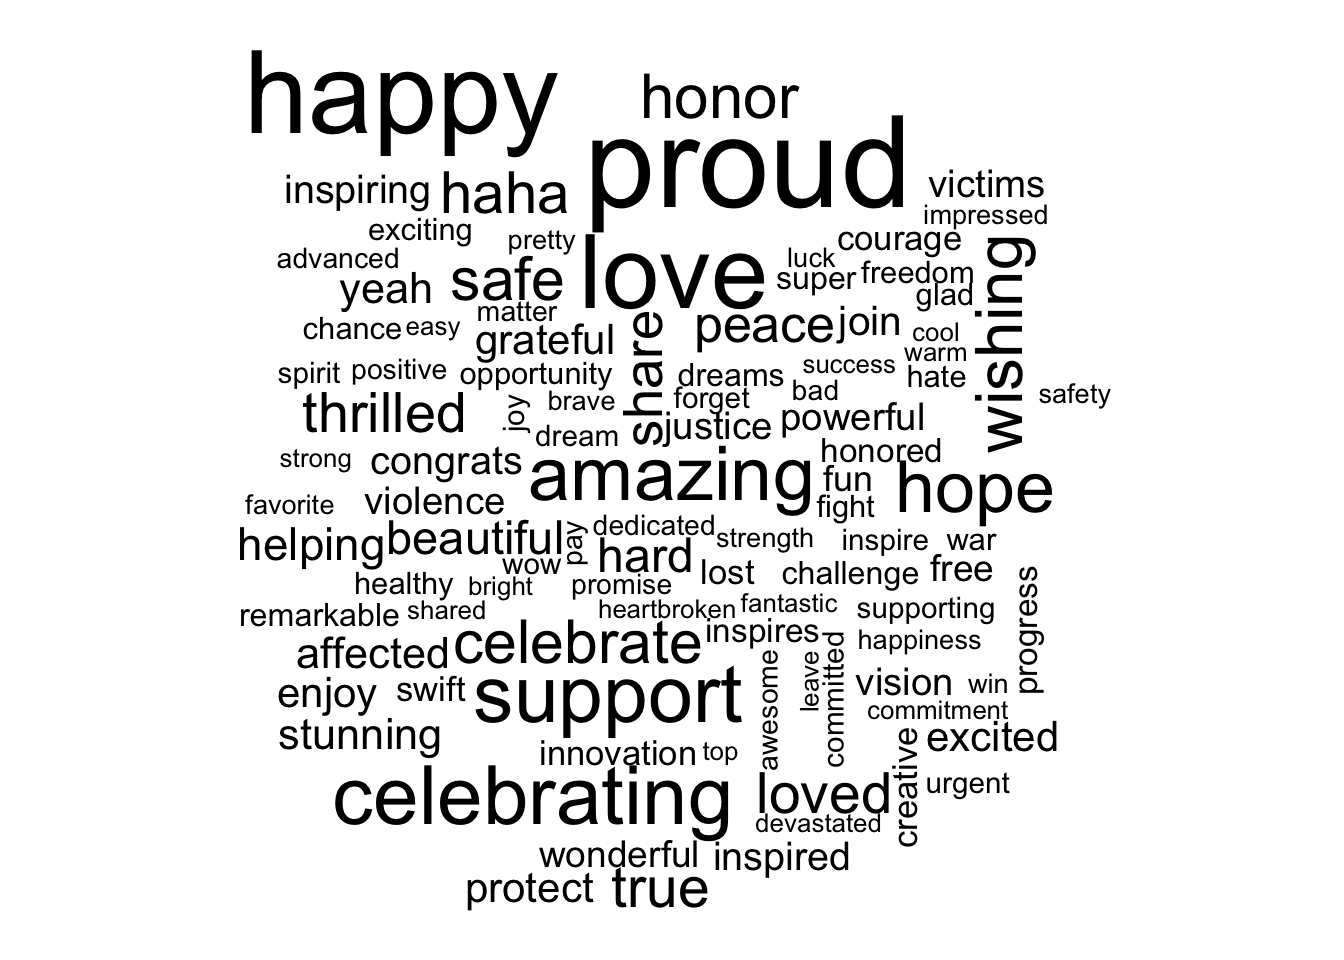 happy
honor
proud
inspiring haha victims
impressed
exciting pretty courage
advanced love luck
yeah safe super freedom
glad
wishing
matter
chance easy grateful share peace join cool
warm
spirit positive opportunity dreams success hate
bad safety
thrilled joy brave forget
dream justice powerful
strong congrats amazing honored
fun hope
favorite violence fight
helping beautiful pay dedicated strength inspire war
wow hard lost challenge free
healthy bright promise progress
remarkable shared heartbroken fantastic supporting
affected celebrate inspires happiness
enjoy swift support awesome leave committed vision win
commitment
stunning innovation top creative excited
celebrating loved urgent
devastated
wonderful inspired
protect true